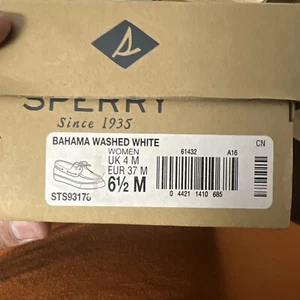 SPERRY
Since 1935
BAHAMA WASHED WHITE
WOMEN
UK 4 M
EUR 37 M
6½ M
61432 A16
CN
0 4421 1410 685